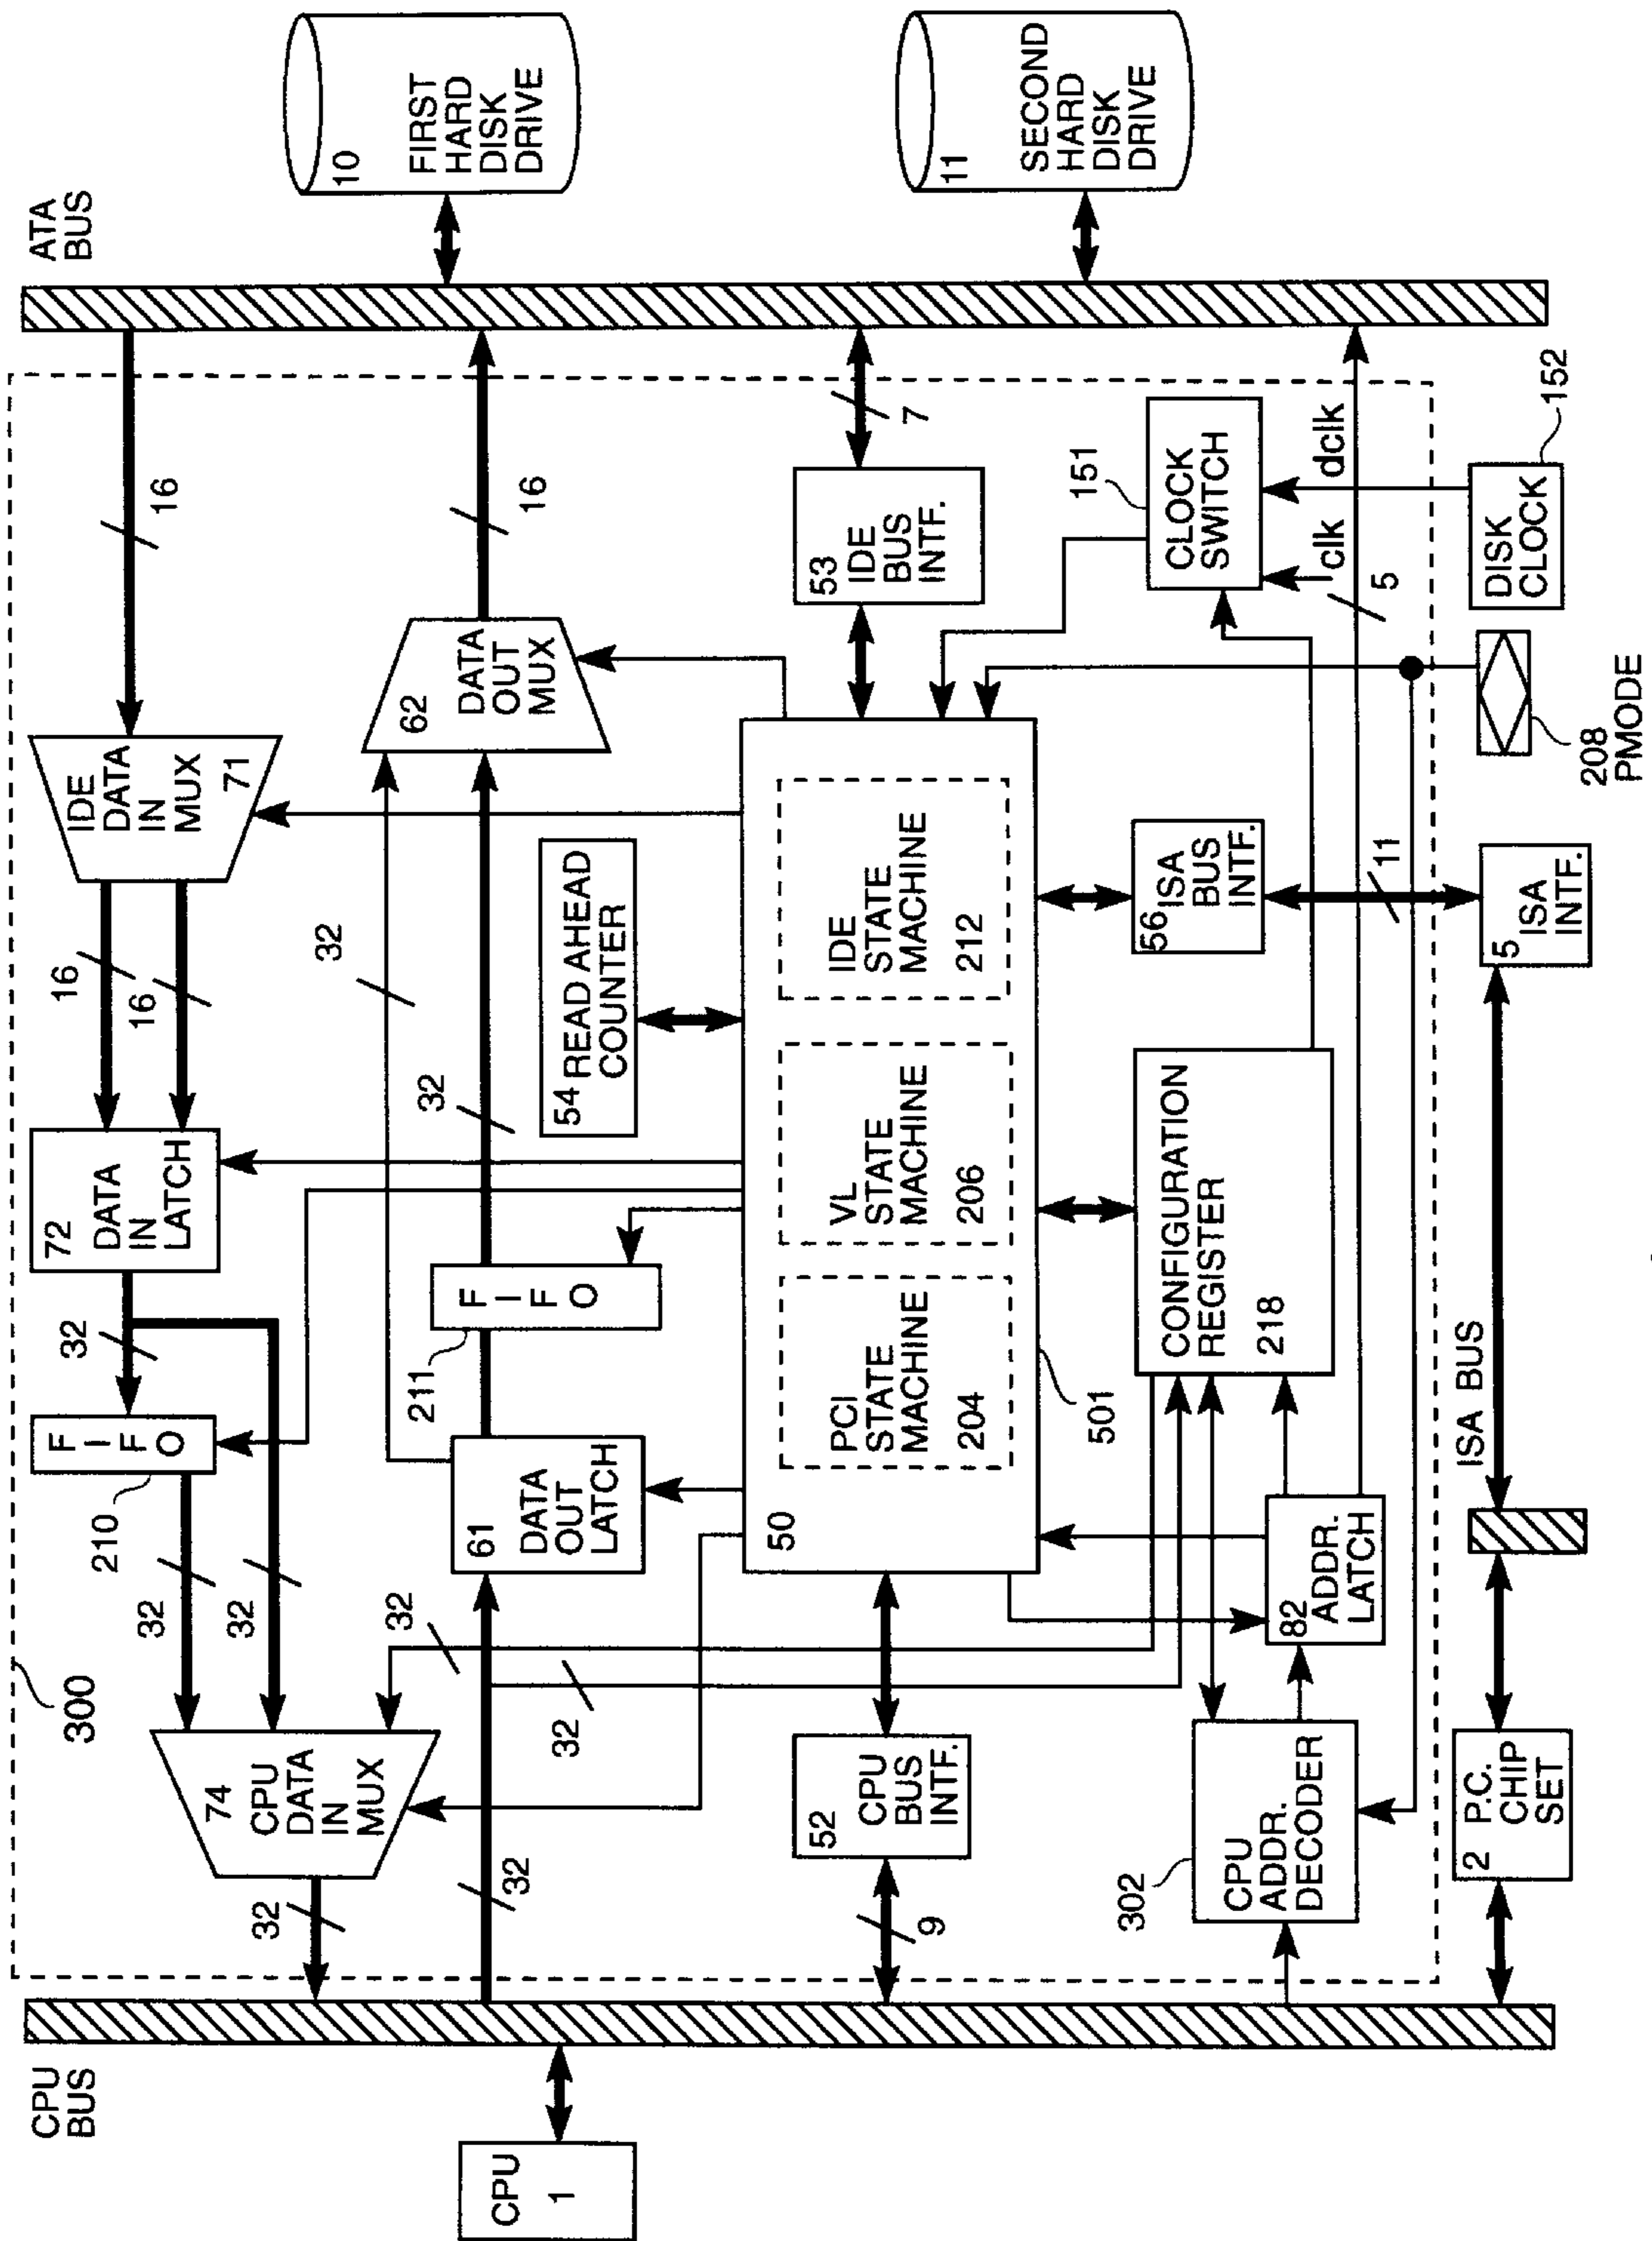 CPU
BUS
ATA
BUS
CPU
1
300
74
CPU
DATA
IN
MUX
32
32
32
210
F
I
F
O
32
72
DATA
IN
LATCH
16
16
IDE
DATA
IN
MUX
71
16
10
FIRST
HARD
DISK
DRIVE
32
32
32
61
DATA
OUT
LATCH
211
F
I
F
O
32
32
62
DATA
OUT
MUX
16
54 READ AHEAD
COUNTER
11
SECOND
HARD
DISK
DRIVE
9
52
CPU
BUS
INTF.
50
PCI
STATE
MACHINE
204
VL
STATE
MACHINE
206
IDE
STATE
MACHINE
212
501
53
IDE
BUS
INTF.
7
302
CPU
ADDR.
DECODER
82
ADDR.
LATCH
CONFIGURATION
REGISTER
218
56
ISA
BUS
INTF.
11
151
CLOCK
SWITCH
clk
dclk
5
2
P.C.
CHIP
SET
ISA BUS
5
ISA
INTF.
208
PMODE
DISK
CLOCK
152